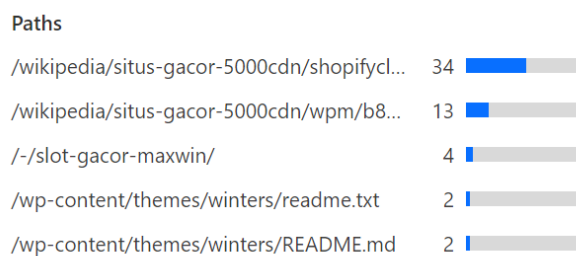 Paths
/wikipedia/situs-gacor-5000cdn/shopifycl... 34
/wikipedia/situs-gacor-5000cdn/wpm/b8... 13
/-/slot-gacor-maxwin/ 4
/wp-content/themes/winters/readme.txt 2
/wp-content/themes/winters/README.md 2